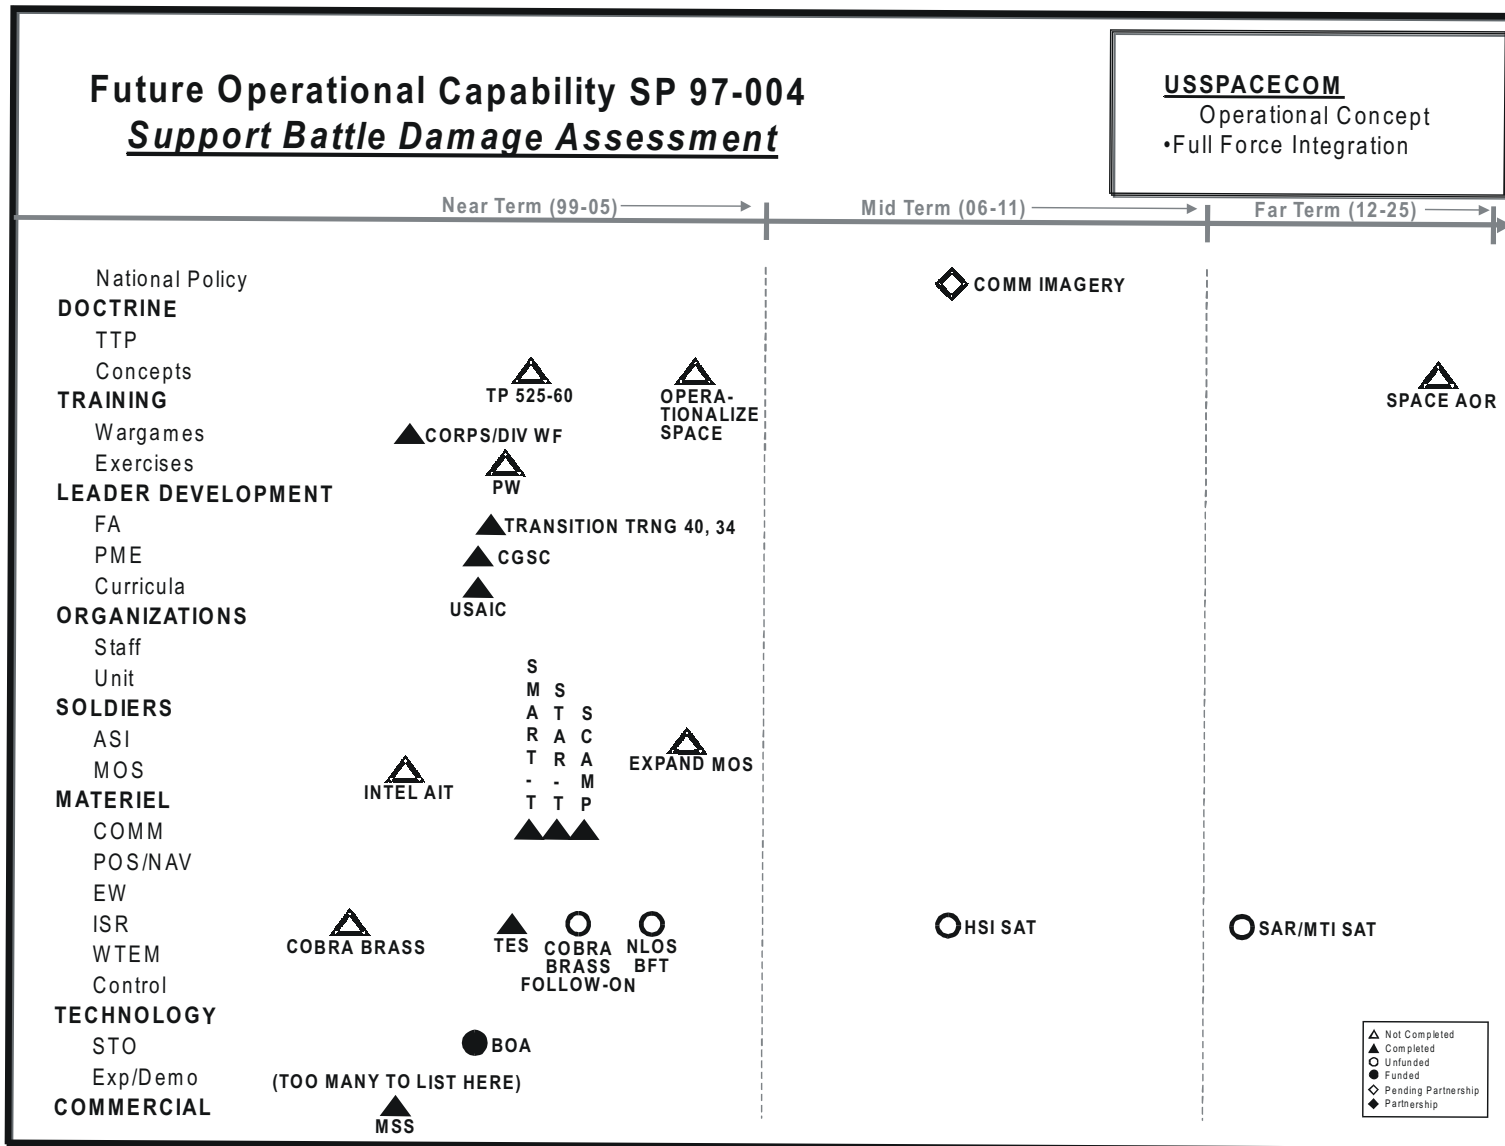 Future Operational Capability SP 97-004
Support Battle Damage Assessment
USSPACECOM
Operational Concept
•Full Force Integration
Near Term (99-05)
Mid Term (06-11)
Far Term (12-25)
National Policy
COMM IMAGERY
DOCTRINE
TTP
Concepts
TP 525-60
OPERA-
TIONALIZE
SPACE
SPACE AOR
TRAINING
Wargames
CORPS/DIV WF
Exercises
PW
LEADER DEVELOPMENT
FA
TRANSITION TRNG 40, 34
PME
CGSC
Curricula
USAIC
ORGANIZATIONS
Staff
Unit
SMART-T
STAR-T
SCAMP
SOLDIERS
ASI
EXPAND MOS
MOS
INTEL AIT
MATERIEL
COMM
POS/NAV
EW
ISR
COBRA BRASS
TES
COBRA
BRASS
FOLLOW-ON
NLOS
BFT
HSI SAT
SAR/MTI SAT
WTEM
Control
TECHNOLOGY
STO
BOA
Exp/Demo
(TOO MANY TO LIST HERE)
COMMERCIAL
MSS
Not Completed
Completed
Unfunded
Funded
Pending Partnership
Partnership